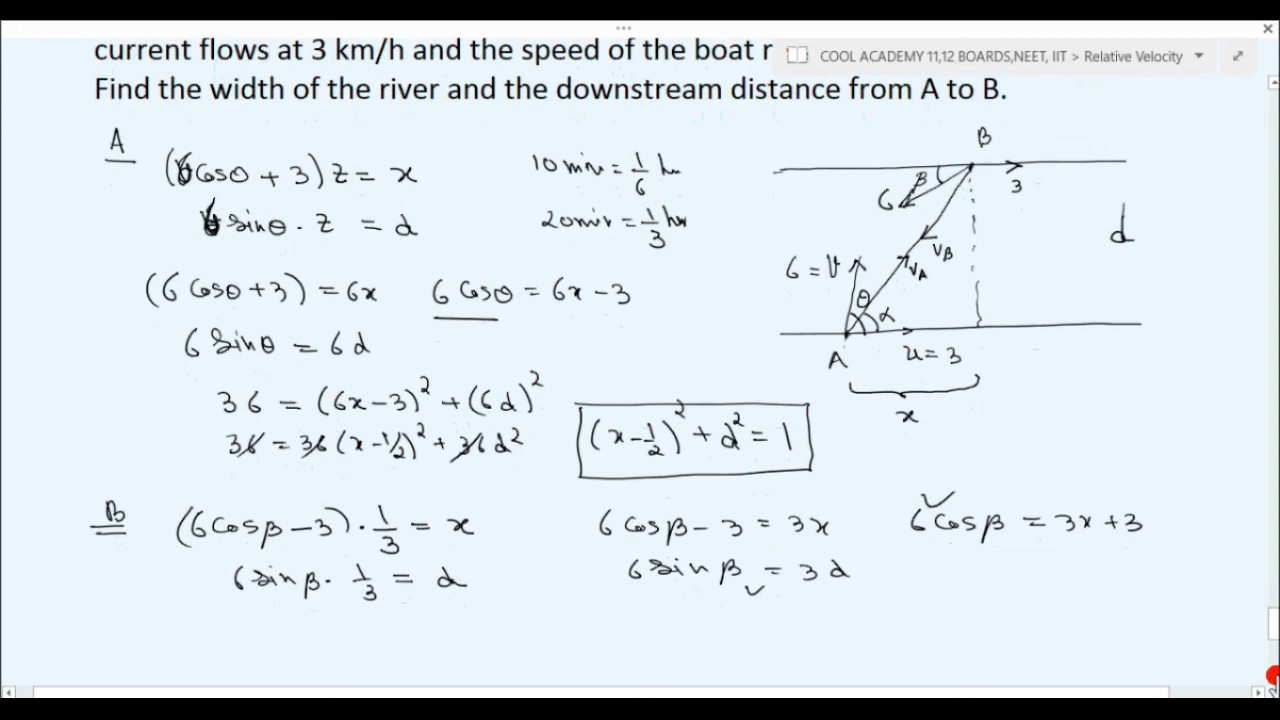 current flows at 3 km/h and the speed of the boat r
COOL ACADEMY 11,12 BOARDS,NEET, IIT > Relative Velocity
Find the width of the river and the downstream distance from A to B.
A
(6 cosθ + 3) z = x
6 sinθ · z = d
10 min = 1/6 hr
20 min = 1/3 hr
(6 cosθ + 3) = 6x
6 cosθ = 6x - 3
6 sinθ = 6d
36 = (6x - 3)² + (6d)²
36 = 36 (x - 1/2)² + 36 d²
(x - 1/2)² + d² = 1
B
β
6
3
V_B
V_A
d
6 = v
θ
α
A
u = 3
x
B
(6 cosβ - 3) · 1/3 = x
6 cosβ - 3 = 3x
6 cosβ = 3x + 3
6 sinβ · 1/3 = d
6 sinβ = 3d